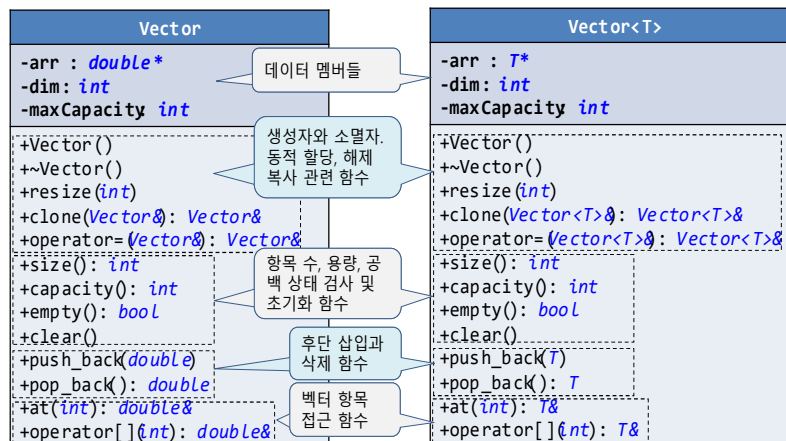 Vector
-arr : double*
-dim: int
-maxCapacity: int
+Vector()
+~Vector()
+resize(int)
+clone(Vector&): Vector&
+operator=(Vector&): Vector&
+size(): int
+capacity(): int
+empty(): bool
+clear()
+push_back(double)
+pop_back(): double
+at(int): double&
+operator[](int): double&
데이터 멤버들
생성자와 소멸자.
동적 할당, 해제
복사 관련 함수
항목 수, 용량, 공
백 상태 검사 및
초기화 함수
후단 삽입과
삭제 함수
벡터 항목
접근 함수
Vector<T>
-arr : T*
-dim: int
-maxCapacity: int
+Vector()
+~Vector()
+resize(int)
+clone(Vector<T>&): Vector<T>&
+operator=(Vector<T>&): Vector<T>&
+size(): int
+capacity(): int
+empty(): bool
+clear()
+push_back(T)
+pop_back(): T
+at(int): T&
+operator[](int): T&